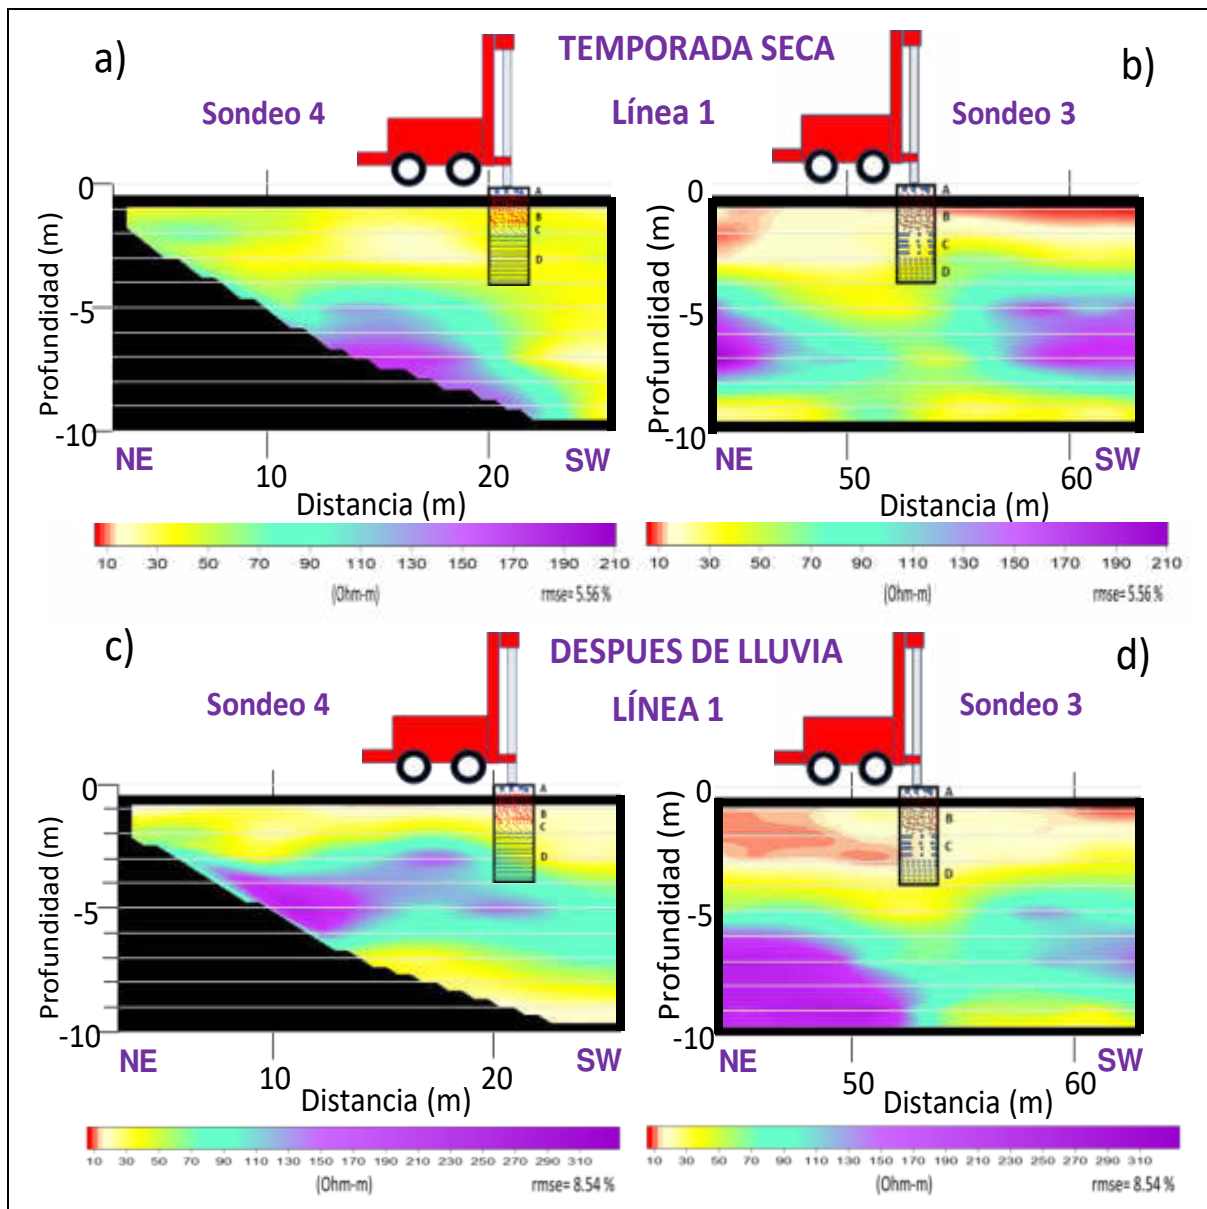 a)
TEMPORADA SECA
b)
Sondeo 4
Línea 1
Sondeo 3
A
B
C
D
A
B
C
D
Profundidad (m)
0
-5
-10
Profundidad (m)
0
-5
-10
NE
SW
NE
SW
10
20
50
60
Distancia (m)
Distancia (m)
10 30 50 70 90 110 130 150 170 190 210
10 30 50 70 90 110 130 150 170 190 210
(Ohm-m)
rmse= 5.56 %
(Ohm-m)
rmse= 5.56 %
c)
DESPUES DE LLUVIA
d)
Sondeo 4
LÍNEA 1
Sondeo 3
A
B
C
D
A
B
C
D
Profundidad (m)
0
-5
-10
Profundidad (m)
0
-5
-10
NE
SW
NE
SW
10
20
50
60
Distancia (m)
Distancia (m)
10 30 50 70 90 110 130 150 170 190 210 230 250 270 290 310
10 30 50 70 90 110 130 150 170 190 210 230 250 270 290 310
(Ohm-m)
rmse= 8.54 %
(Ohm-m)
rmse= 8.54 %